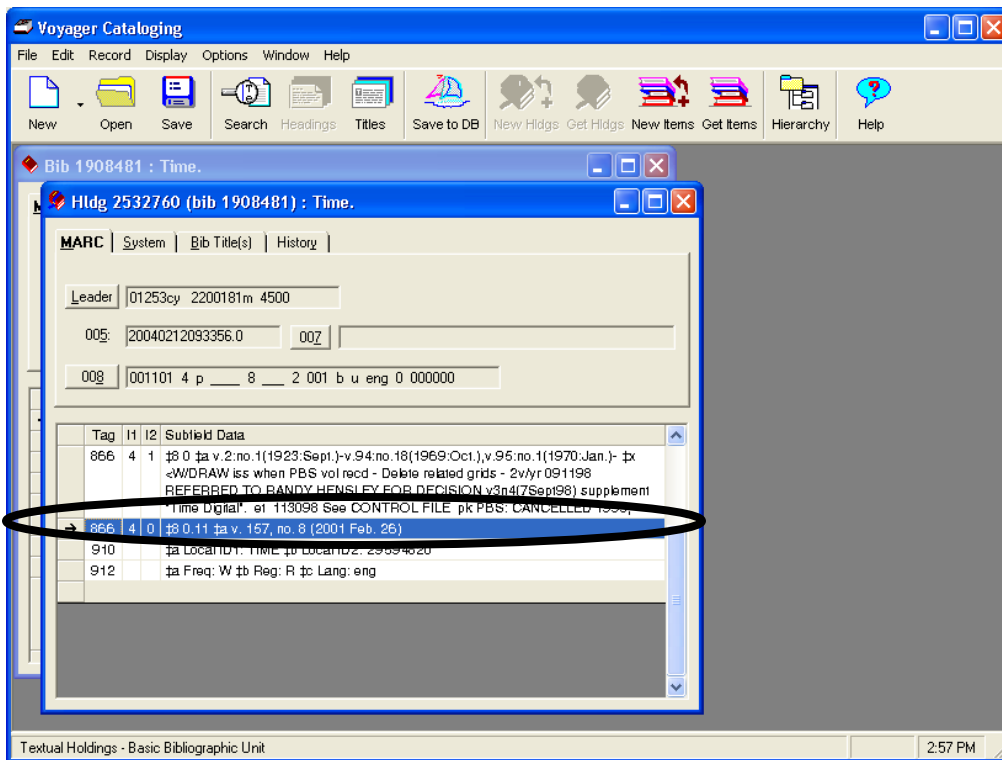 Voyager Cataloging
File Edit Record Display Options Window Help
New Open Save Search Headings Titles Save to DB New Hldgs Get Hldgs New Items Get Items Hierarchy Help
Bib 1908481 : Time.
Hldg 2532760 (bib 1908481) : Time.
MARC System Bib Title(s) History
Leader 01253cy 2200181m 4500
005: 20040212093356.0 007
008 001101 4 p ____ 8 ___ 2 001 b u eng 0 000000
Tag I1 I2 Subfield Data
866 4 1 ‡8 0 ‡a v.2:no.1(1923:Sept.)-v.94:no.18(1969:Oct.),v.95:no.1(1970:Jan.)- ‡x
<W/DRAW iss when PBS vol recd - Delete related grids - 2v/yr 091198
REFERRED TO RANDY HENSLEY FOR DECISION v3n4(7Sept98) supplement
"Time Digital". ef 113098 See CONTROL FILE pk PBS: CANCELLED
866 4 0 ‡8 0.11 ‡a v. 157, no. 8 (2001 Feb. 26)
910 ‡a Local ID1: TIME ‡b Local ID2: 29594620
912 ‡a Freq: W ‡b Reg: R ‡c Lang: eng
Textual Holdings - Basic Bibliographic Unit 2:57 PM